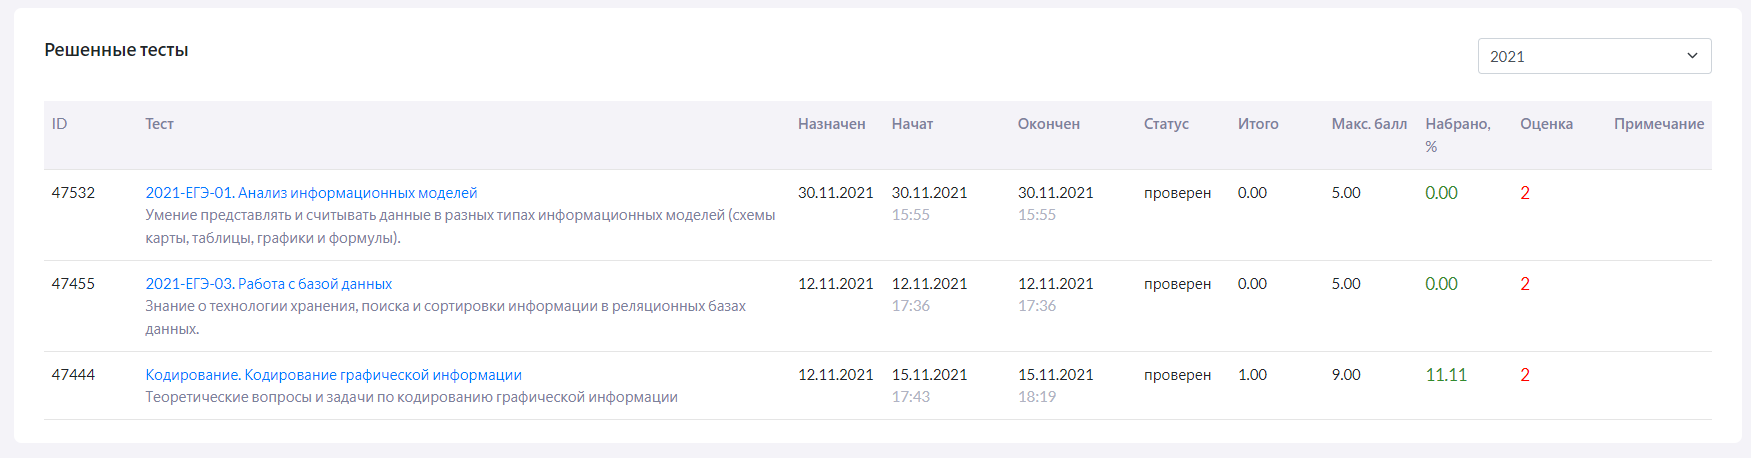 Решенные тесты
2021
ID Тест Назначен Начат Окончен Статус Итого Макс. балл Набрано, % Оценка Примечание
47532 2021-ЕГЭ-01. Анализ информационных моделей 30.11.2021 30.11.2021 30.11.2021 проверен 0.00 5.00 0.00 2
Умение представлять и считывать данные в разных типах информационных моделей (схемы 15:55 15:55
карты, таблицы, графики и формулы).
47455 2021-ЕГЭ-03. Работа с базой данных 12.11.2021 12.11.2021 12.11.2021 проверен 0.00 5.00 0.00 2
Знание о технологии хранения, поиска и сортировки информации в реляционных базах 17:36 17:36
данных.
47444 Кодирование. Кодирование графической информации 12.11.2021 15.11.2021 15.11.2021 проверен 1.00 9.00 11.11 2
Теоретические вопросы и задачи по кодированию графической информации 17:43 18:19